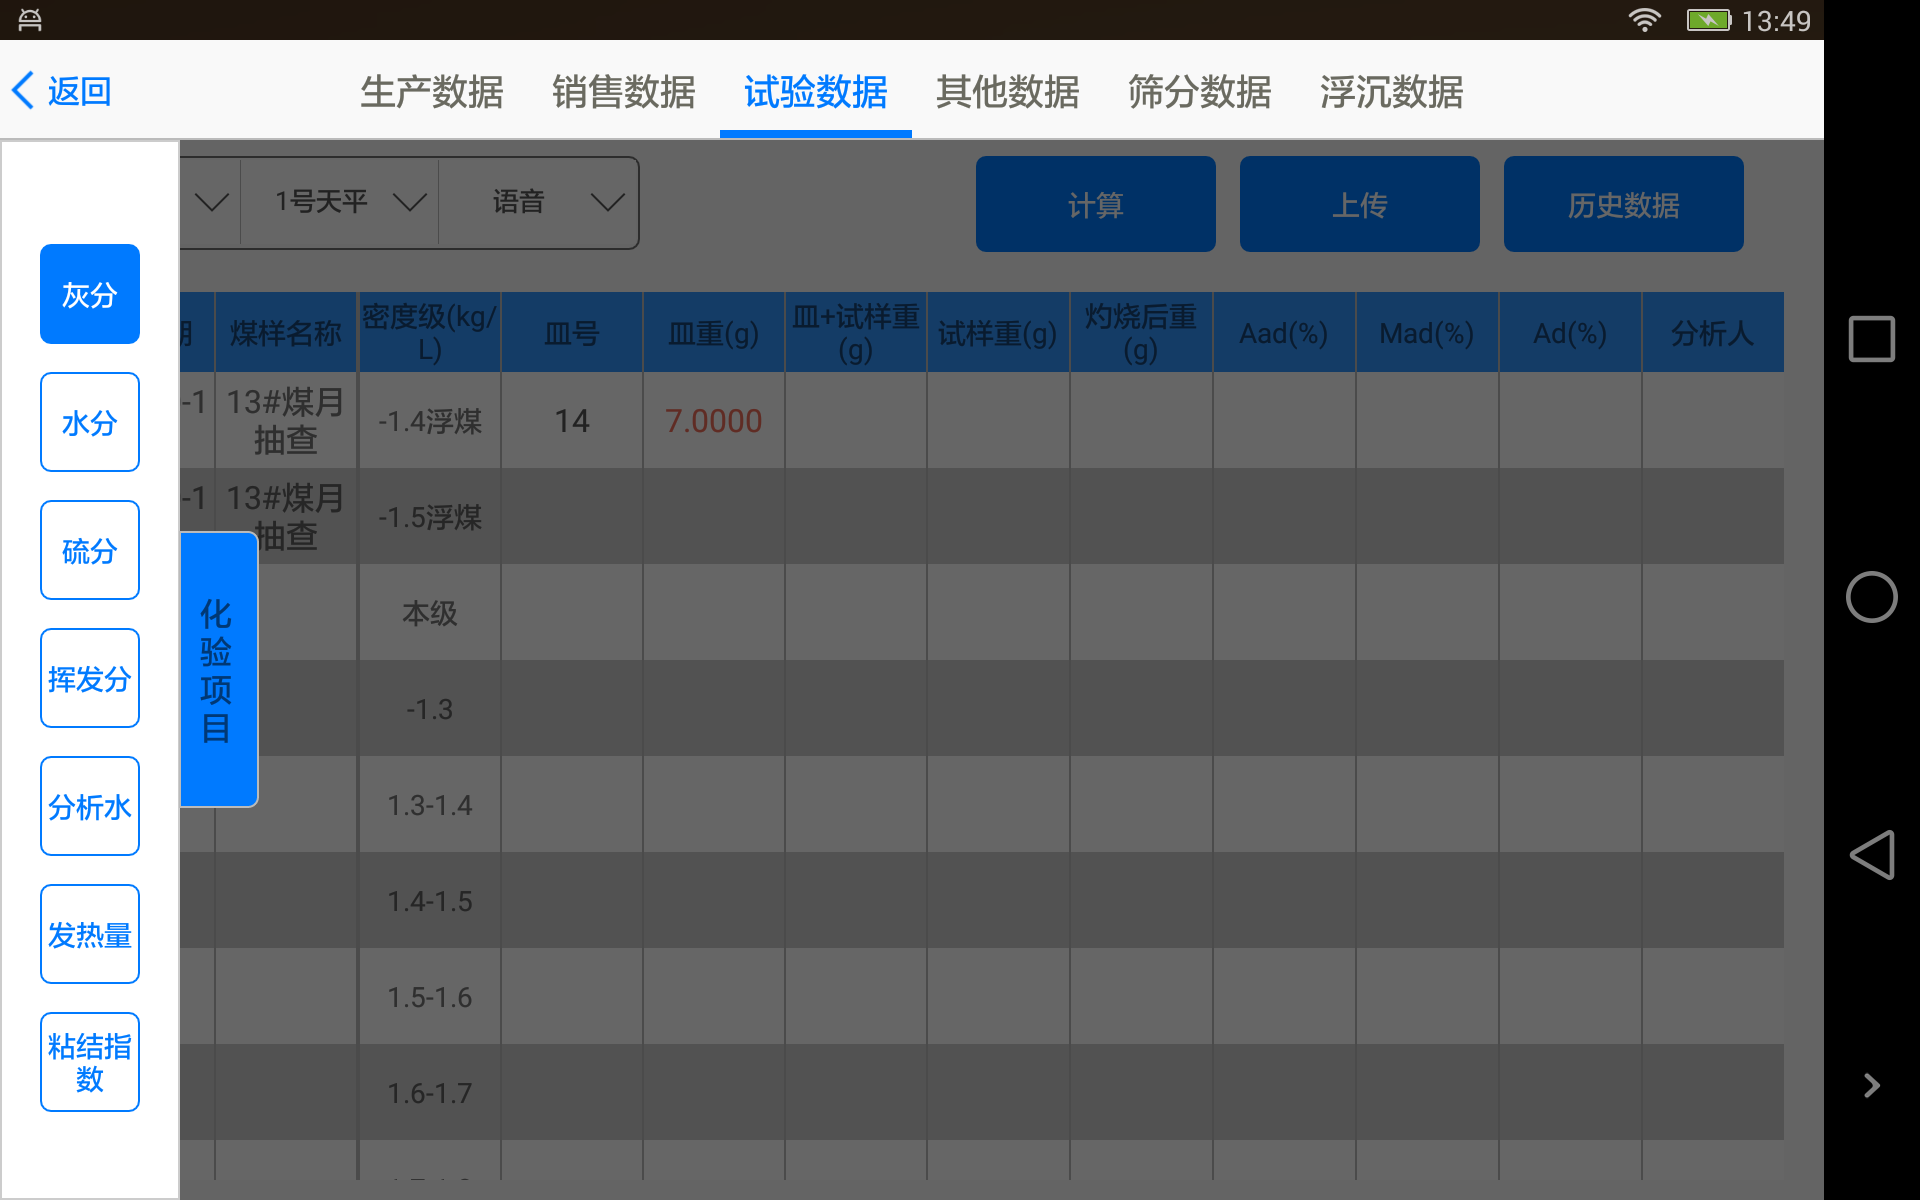 13:49
返回
生产数据
销售数据
试验数据
其他数据
筛分数据
浮沉数据
1号天平
语音
计算
上传
历史数据
灰分
水分
硫分
挥发分
分析水
发热量
粘结指
数
化
验
项
目
煤样名称
密度级(kg/
L)
皿号
皿重(g)
皿+试样重
(g)
试样重(g)
灼烧后重
(g)
Aad(%)
Mad(%)
Ad(%)
分析人
-1
13#煤月
抽查
-1.4浮煤
14
7.0000
-1
13#煤月
抽查
-1.5浮煤
本级
-1.3
1.3-1.4
1.4-1.5
1.5-1.6
1.6-1.7